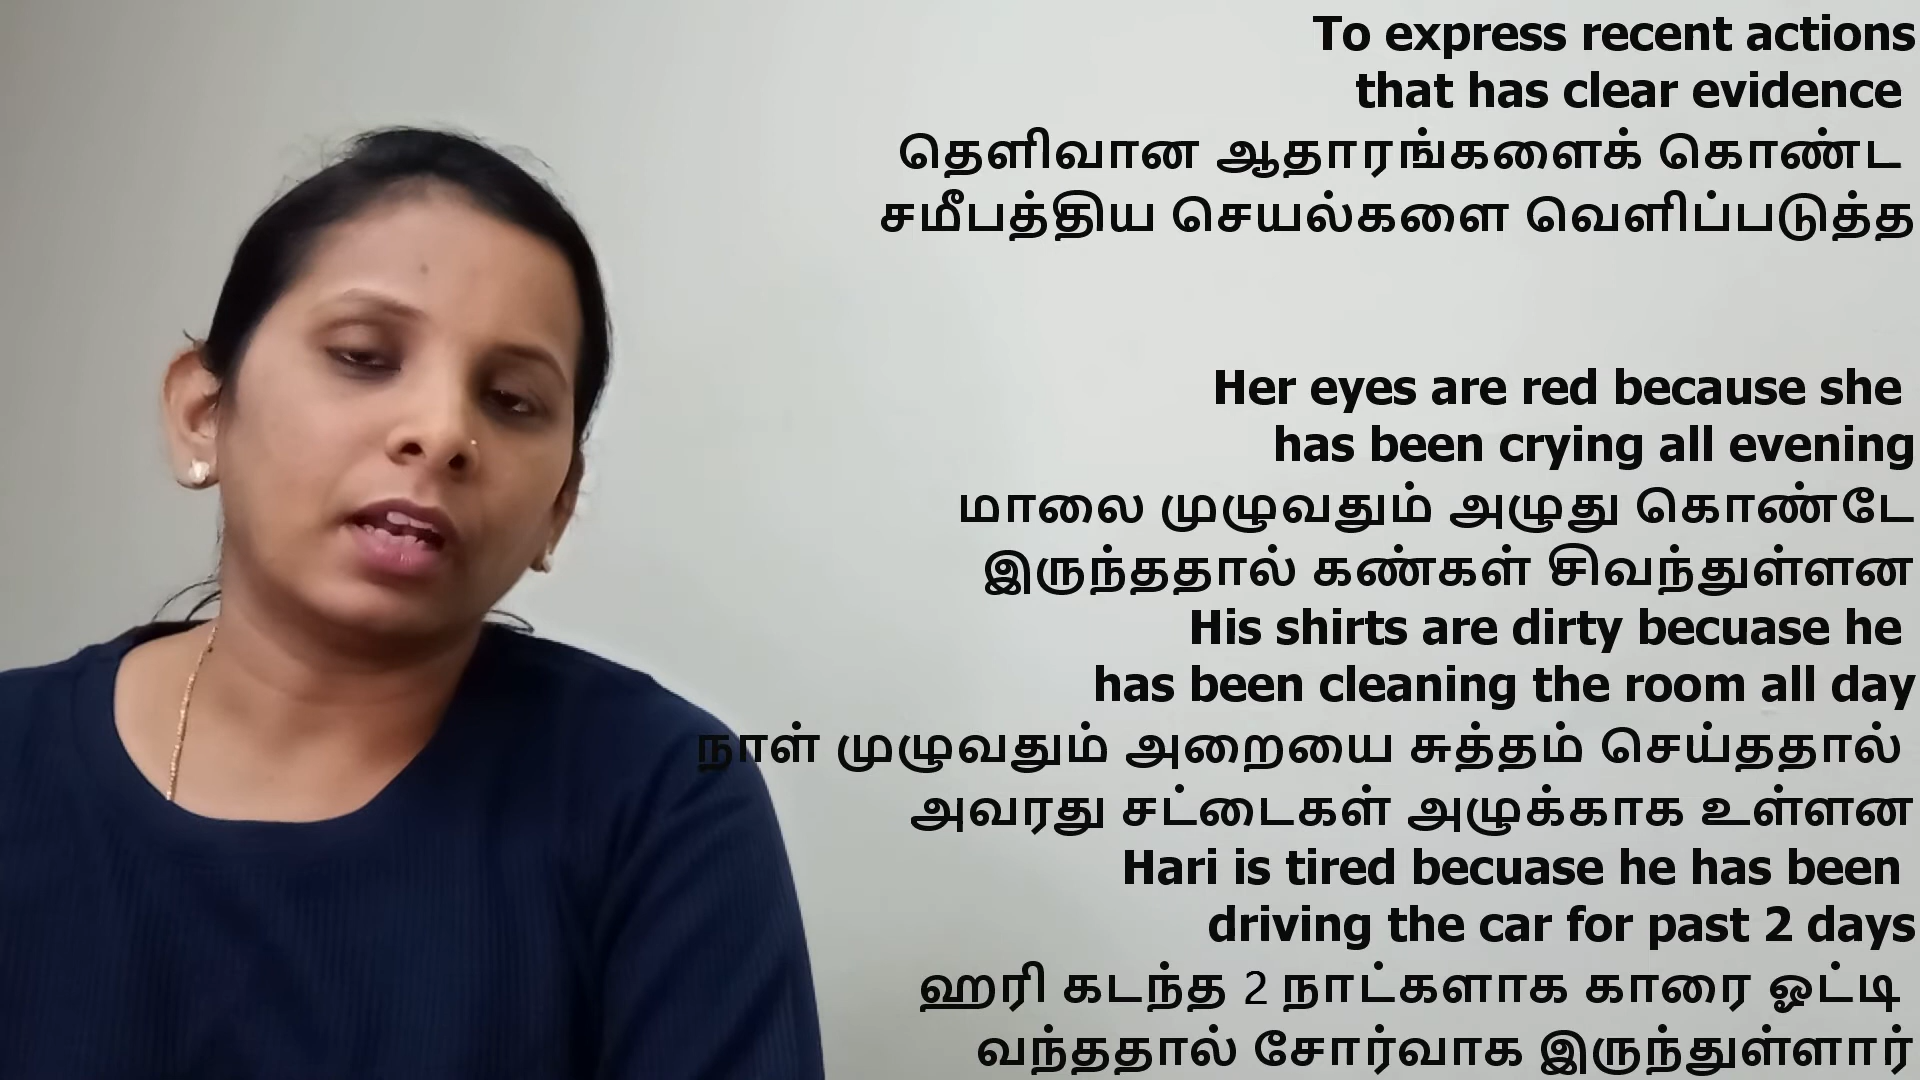 To express recent actions
that has clear evidence
தெளிவான ஆதாரங்களைக் கொண்ட
சமீபத்திய செயல்களை வெளிப்படுத்த
Her eyes are red because she
has been crying all evening
மாலை முழுவதும் அழுது கொண்டே
இருந்ததால் கண்கள் சிவந்துள்ளன
His shirts are dirty becuase he
has been cleaning the room all day
நாள் முழுவதும் அறையை சுத்தம் செய்ததால்
அவரது சட்டைகள் அழுக்காக உள்ளன
Hari is tired becuase he has been
driving the car for past 2 days
ஹரி கடந்த 2 நாட்களாக காரை ஓட்டி
வந்ததால் சோர்வாக இருந்துள்ளார்